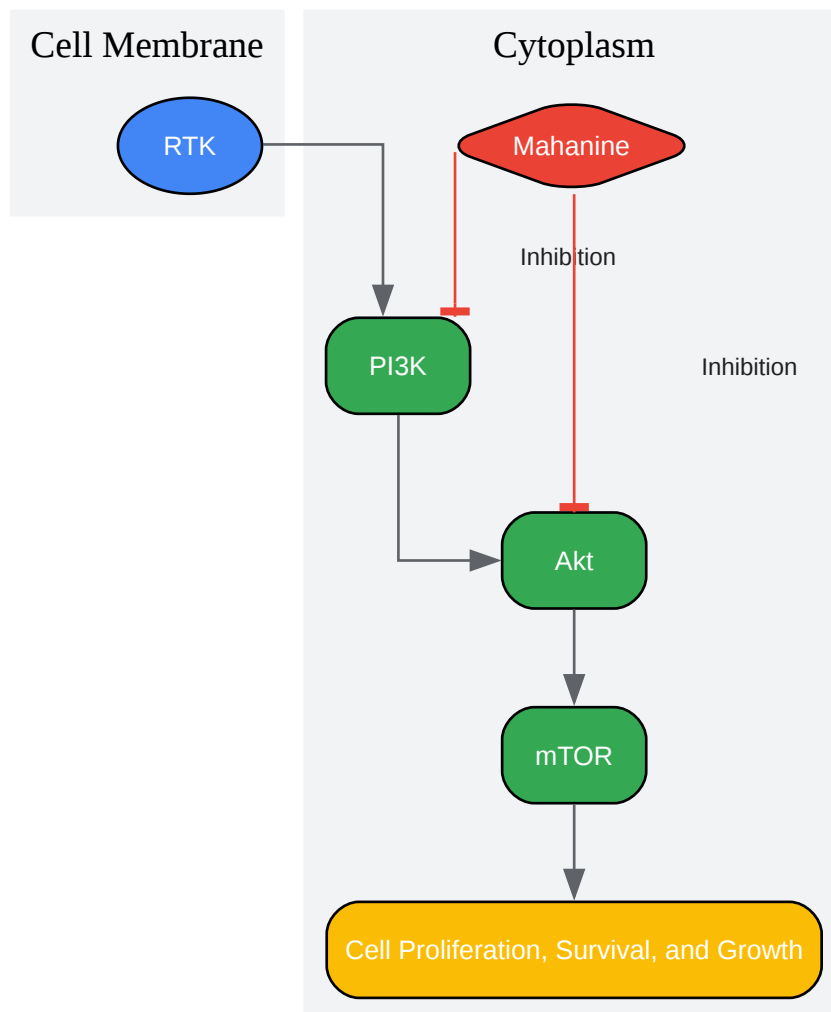 Cell Membrane
Cytoplasm
RTK
Mahanine
Inhibition
PI3K
Inhibition
Akt
mTOR
Cell Proliferation, Survival, and Growth